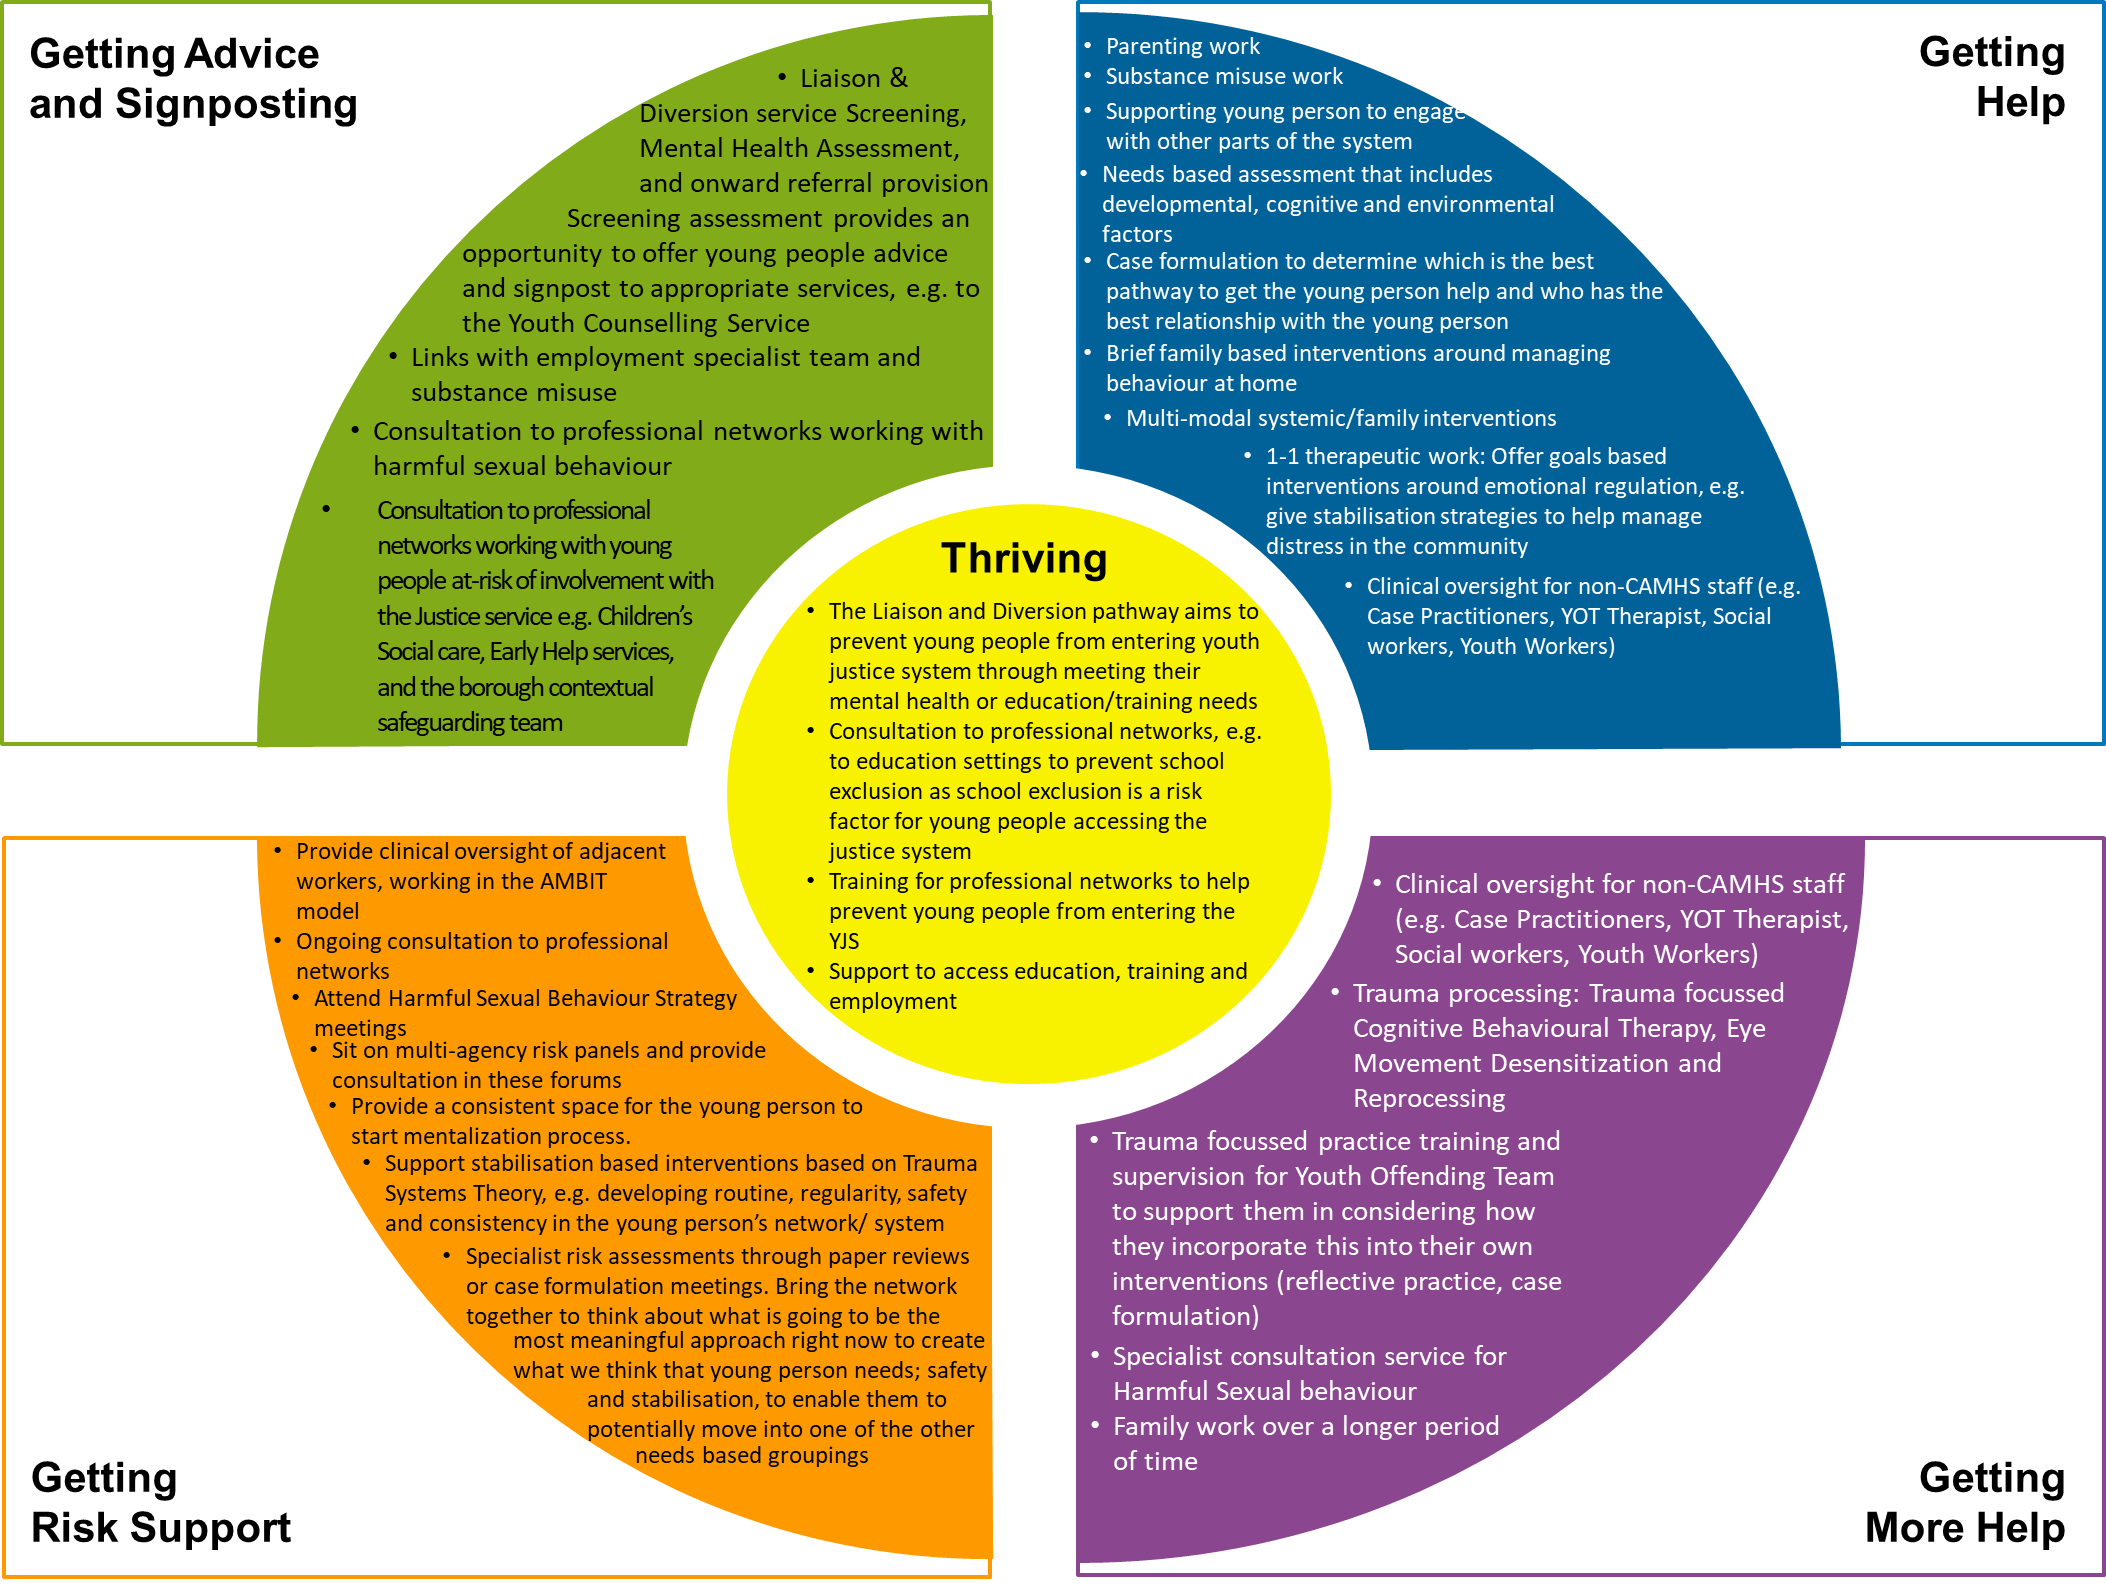 Getting Advice
and Signposting
• Liaison &
Diversion service Screening,
Mental Health Assessment,
and onward referral provision
Screening assessment provides an
opportunity to offer young people advice
and signpost to appropriate services, e.g. to
the Youth Counselling Service
• Links with employment specialist team and
substance misuse
• Consultation to professional networks working with
harmful sexual behaviour
• Consultation to professional
networks working with young
people at-risk of involvement with
the Justice service e.g. Children’s
Social care, Early Help services,
and the borough contextual
safeguarding team
Getting
Help
• Parenting work
• Substance misuse work
• Supporting young person to engage
with other parts of the system
• Needs based assessment that includes
developmental, cognitive and environmental
factors
• Case formulation to determine which is the best
pathway to get the young person help and who has the
best relationship with the young person
• Brief family based interventions around managing
behaviour at home
• Multi-modal systemic/family interventions
• 1-1 therapeutic work: Offer goals based
interventions around emotional regulation, e.g.
give stabilisation strategies to help manage
distress in the community
• Clinical oversight for non-CAMHS staff (e.g.
Case Practitioners, YOT Therapist, Social
workers, Youth Workers)
Thriving
• The Liaison and Diversion pathway aims to
prevent young people from entering youth
justice system through meeting their
mental health or education/training needs
• Consultation to professional networks, e.g.
to education settings to prevent school
exclusion as school exclusion is a risk
factor for young people accessing the
justice system
• Training for professional networks to help
prevent young people from entering the
YJS
• Support to access education, training and
employment
• Provide clinical oversight of adjacent
workers, working in the AMBIT
model
• Ongoing consultation to professional
networks
• Attend Harmful Sexual Behaviour Strategy
meetings
• Sit on multi-agency risk panels and provide
consultation in these forums
• Provide a consistent space for the young person to
start mentalization process.
• Support stabilisation based interventions based on Trauma
Systems Theory, e.g. developing routine, regularity, safety
and consistency in the young person’s network/ system
• Specialist risk assessments through paper reviews
or case formulation meetings. Bring the network
together to think about what is going to be the
most meaningful approach right now to create
what we think that young person needs; safety
and stabilisation, to enable them to
potentially move into one of the other
needs based groupings
Getting
Risk Support
• Clinical oversight for non-CAMHS staff
(e.g. Case Practitioners, YOT Therapist,
Social workers, Youth Workers)
• Trauma processing: Trauma focussed
Cognitive Behavioural Therapy, Eye
Movement Desensitization and
Reprocessing
• Trauma focussed practice training and
supervision for Youth Offending Team
to support them in considering how
they incorporate this into their own
interventions (reflective practice, case
formulation)
• Specialist consultation service for
Harmful Sexual behaviour
• Family work over a longer period
of time
Getting
More Help